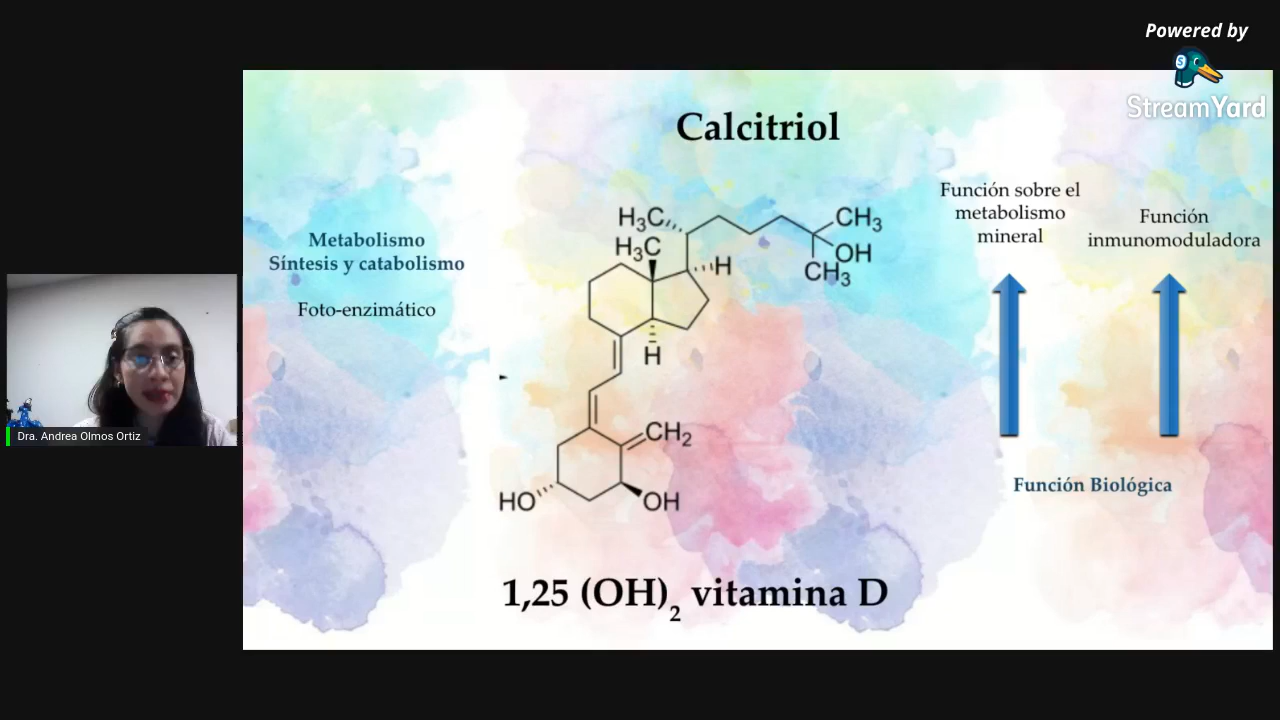 Powered by
StreamYard
Calcitriol
Metabolismo
Síntesis y catabolismo
Foto-enzimático
H₃C
CH₃
H₃C
OH
H
CH₃
H
CH₂
HO
OH
1,25 (OH)₂ vitamina D
Función sobre el
metabolismo
mineral
Función
inmunomoduladora
Función Biológica
Dra. Andrea Olmos Ortiz